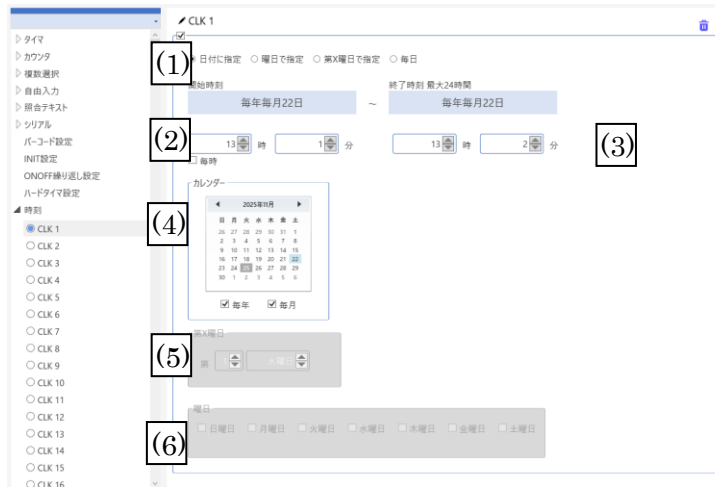 CLK 1
タイマ
カウンタ
複数選択
自由入力
照合テキスト
シリアル
バーコード設定
INIT設定
ONOFF繰り返し設定
ハードタイマ設定
時刻
CLK 1
CLK 2
CLK 3
CLK 4
CLK 5
CLK 6
CLK 7
CLK 8
CLK 9
CLK 10
CLK 11
CLK 12
CLK 13
CLK 14
CLK 15
CLK 16
(1)
日付に指定 曜日で指定 第X曜日で指定 毎日
開始時刻 終了時刻 最大24時間
毎年毎月22日 ~ 毎年毎月22日
(2)
13 時 1 分 13 時 2 分
(3)
毎時
カレンダー
(4)
2025年11月
日 月 火 水 木 金 土
26 27 28 29 30 31 1
2 3 4 5 6 7 8
9 10 11 12 13 14 15
16 17 18 19 20 21 22
23 24 25 26 27 28 29
30 1 2 3 4 5 6
毎年 毎月
第X曜日
(5)
第 火曜日
曜日
(6)
日曜日 月曜日 火曜日 水曜日 木曜日 金曜日 土曜日